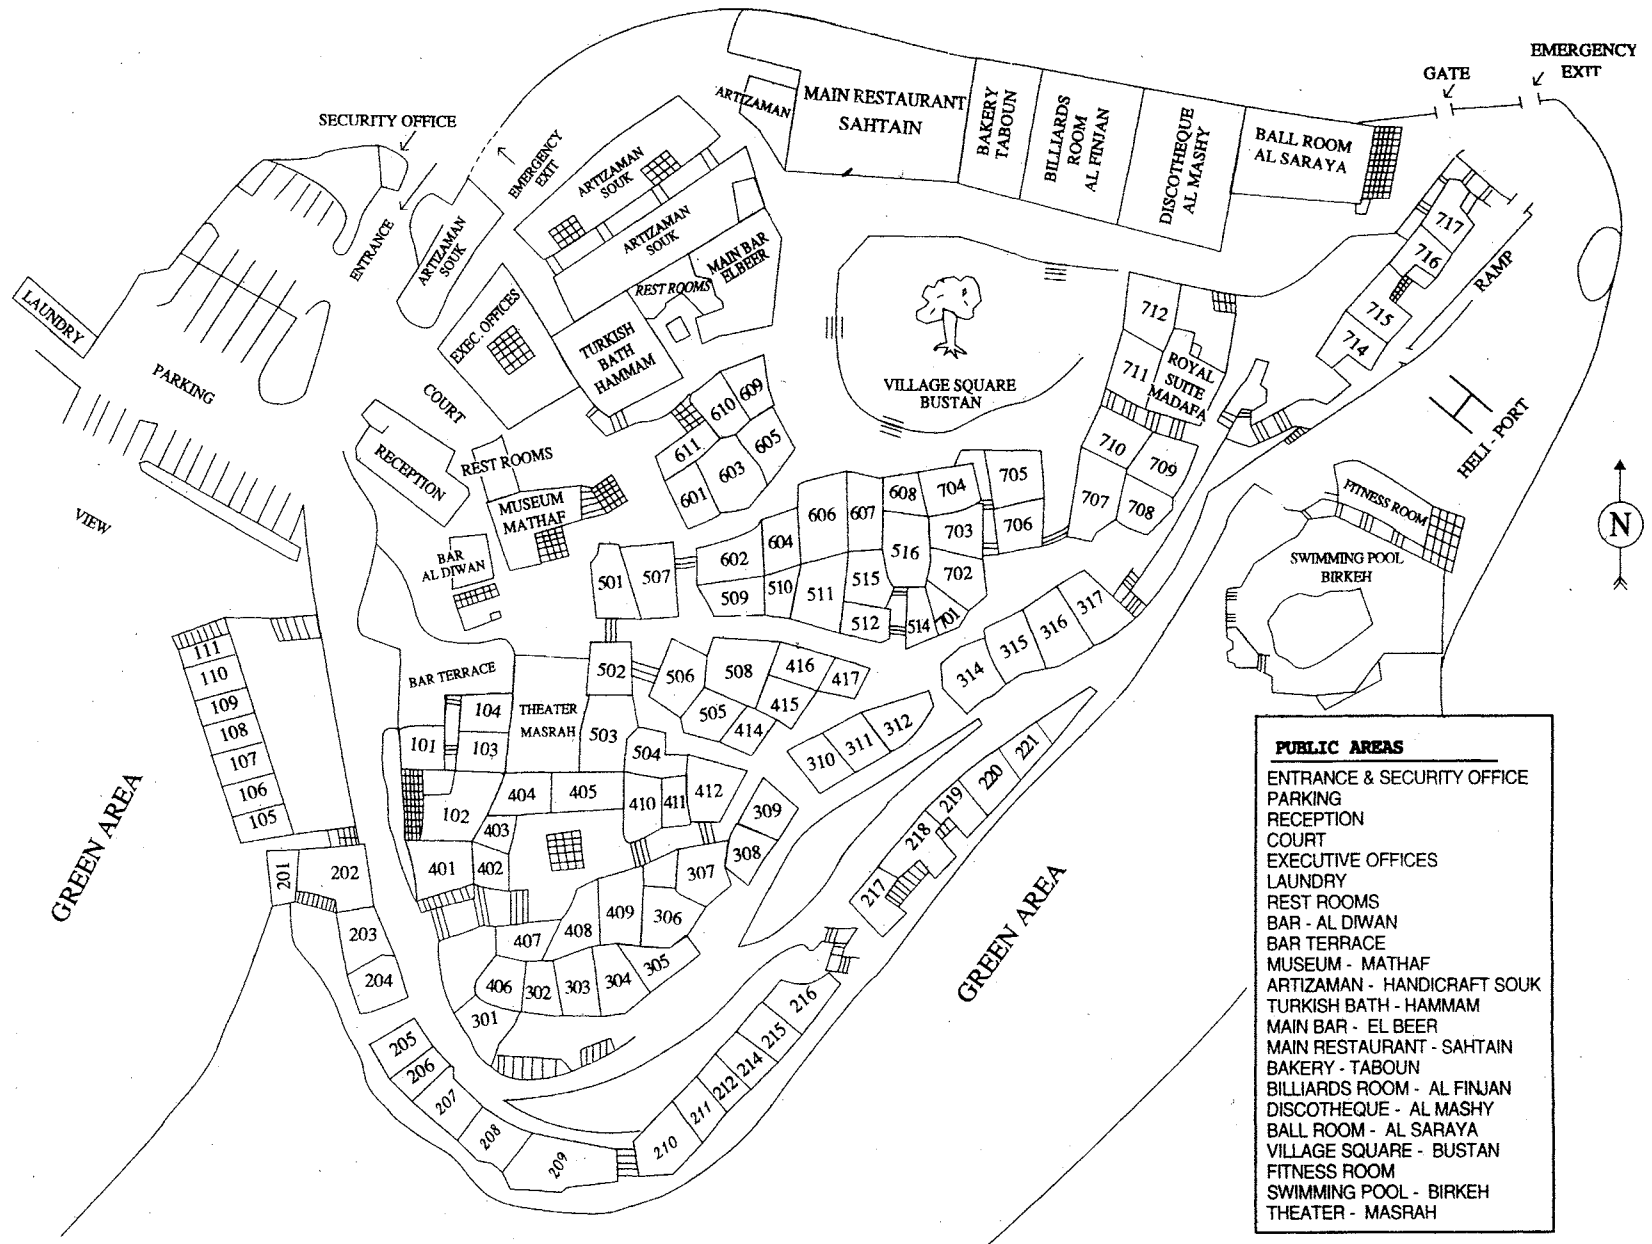 EMERGENCY
EXIT
GATE
SECURITY OFFICE
ARTIZAMAN
MAIN RESTAURANT
SAHTAIN
BAKERY
TABOUN
BILLIARDS
ROOM
AL FINJAN
DISCOTHEQUE
AL MASHY
BALL ROOM
AL SARAYA
EMERGENCY
EXIT
ENTRANCE
ARTIZAMAN
SOUK
ARTIZAMAN
SOUK
ARTIZAMAN
SOUK
MAIN BAR
ELBEER
REST ROOMS
EXEC. OFFICES
TURKISH
BATH
HAMMAM
LAUNDRY
PARKING
COURT
RECEPTION
REST ROOMS
MUSEUM
MATHAF
BAR
AL DIWAN
VIEW
VILLAGE SQUARE
BUSTAN
717
716
715
714
RAMP
712
711
ROYAL
SUITE
MADAFA
710
709
707
708
HELI - PORT
FITNESS ROOM
SWIMMING POOL
BIRKEH
N
609
610
611
605
603
601
705
704
608
607
606
604
602
703
706
516
702
701
515
514
512
511
510
509
507
501
317
316
315
314
111
110
109
108
107
106
105
BAR TERRACE
THEATER
MASRAH
502
506
508
416
417
415
505
414
503
504
104
103
101
102
404
405
403
410
411
412
401
402
310
311
312
309
308
307
221
220
219
218
217
GREEN AREA
GREEN AREA
201
202
203
204
407
408
409
306
305
304
303
302
406
301
205
206
207
208
209
210
211
212
214
215
216
PUBLIC AREAS
ENTRANCE & SECURITY OFFICE
PARKING
RECEPTION
COURT
EXECUTIVE OFFICES
LAUNDRY
REST ROOMS
BAR - AL DIWAN
BAR TERRACE
MUSEUM - MATHAF
ARTIZAMAN - HANDICRAFT SOUK
TURKISH BATH - HAMMAM
MAIN BAR - EL BEER
MAIN RESTAURANT - SAHTAIN
BAKERY - TABOUN
BILLIARDS ROOM - AL FINJAN
DISCOTHEQUE - AL MASHY
BALL ROOM - AL SARAYA
VILLAGE SQUARE - BUSTAN
FITNESS ROOM
SWIMMING POOL - BIRKEH
THEATER - MASRAH